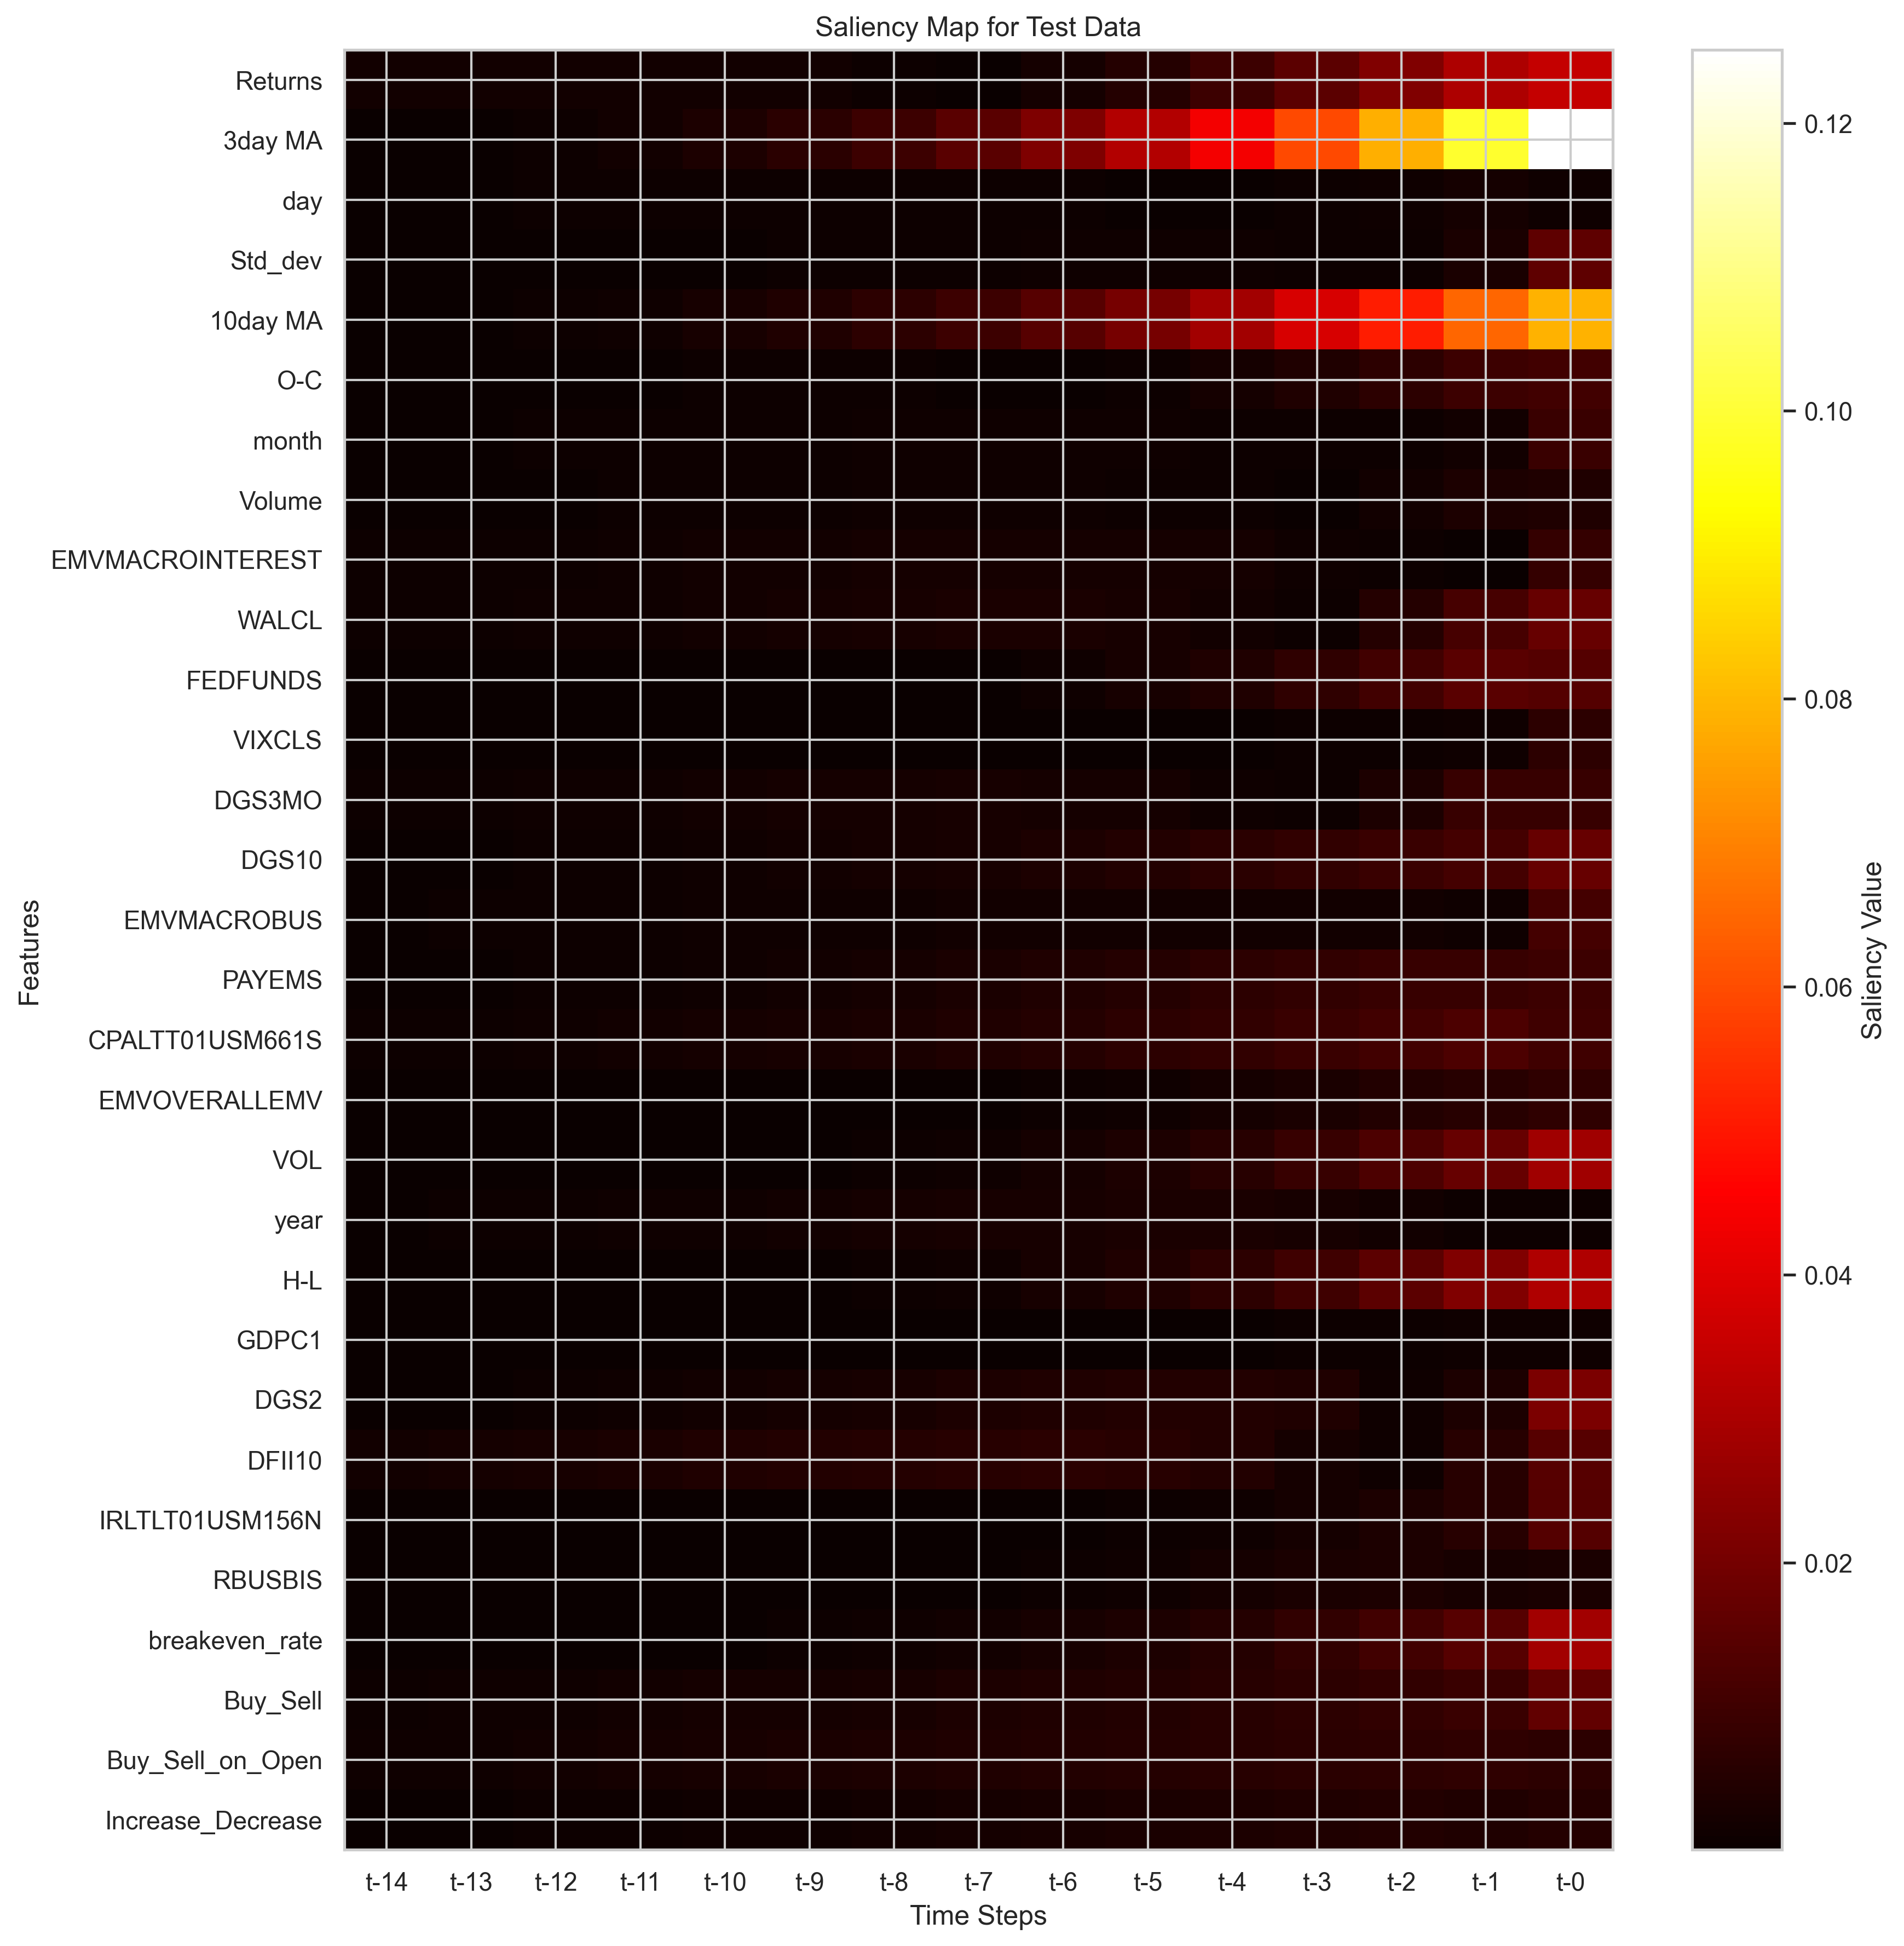 Saliency Map for Test Data
Returns
3day MA
day
Std_dev
10day MA
O-C
month
Volume
EMVMACROINTEREST
WALCL
FEDFUNDS
VIXCLS
DGS3MO
DGS10
EMVMACROBUS
PAYEMS
CPALTT01USM661S
EMVOVERALLEMV
VOL
year
H-L
GDPC1
DGS2
DFII10
IRLTLT01USM156N
RBUSBIS
breakeven_rate
Buy_Sell
Buy_Sell_on_Open
Increase_Decrease
Features
t-14 t-13 t-12 t-11 t-10 t-9 t-8 t-7 t-6 t-5 t-4 t-3 t-2 t-1 t-0
Time Steps
0.12
0.10
0.08
0.06
0.04
0.02
Saliency Value